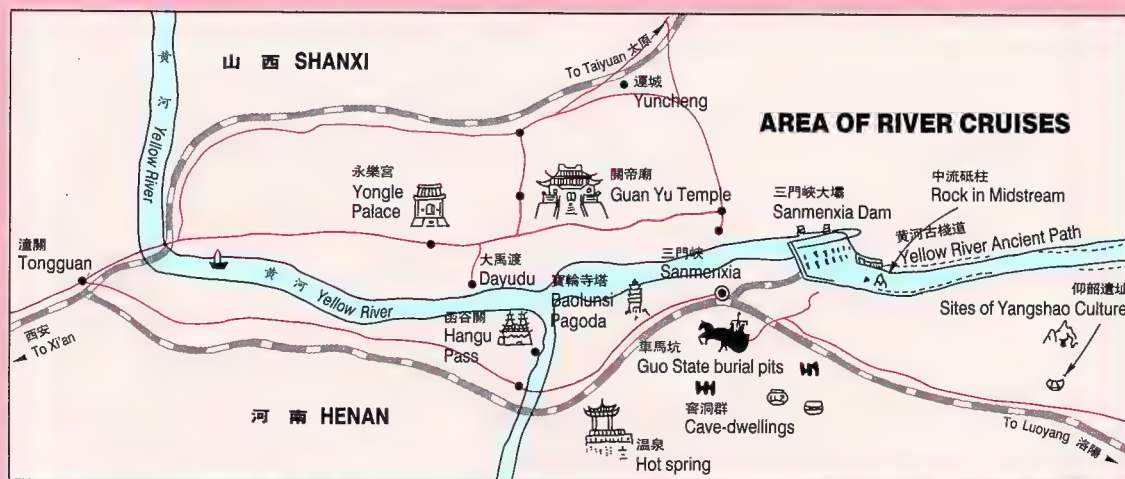 山 西 SHANXI
To Taiyuan 太原
運城
Yuncheng
AREA OF RIVER CRUISES
黄 河 Yellow River
永樂宮
Yongle
Palace
關帝廟
Guan Yu Temple
三門峽大壩
Sanmenxia Dam
中流砥柱
Rock in Midstream
黄河古棧道
Yellow River Ancient Path
潼關
Tongguan
大禹渡
Dayudu
三門峽
Sanmenxia
寶輪寺塔
Baolunsi
Pagoda
仰韶遺址
Sites of Yangshao Culture
黄 河 Yellow River
函谷關
Hangu
Pass
西安
To Xi'an
車馬坑
Guo State burial pits
窖洞群
Cave-dwellings
河 南 HENAN
溫泉
Hot spring
To Luoyang 洛陽